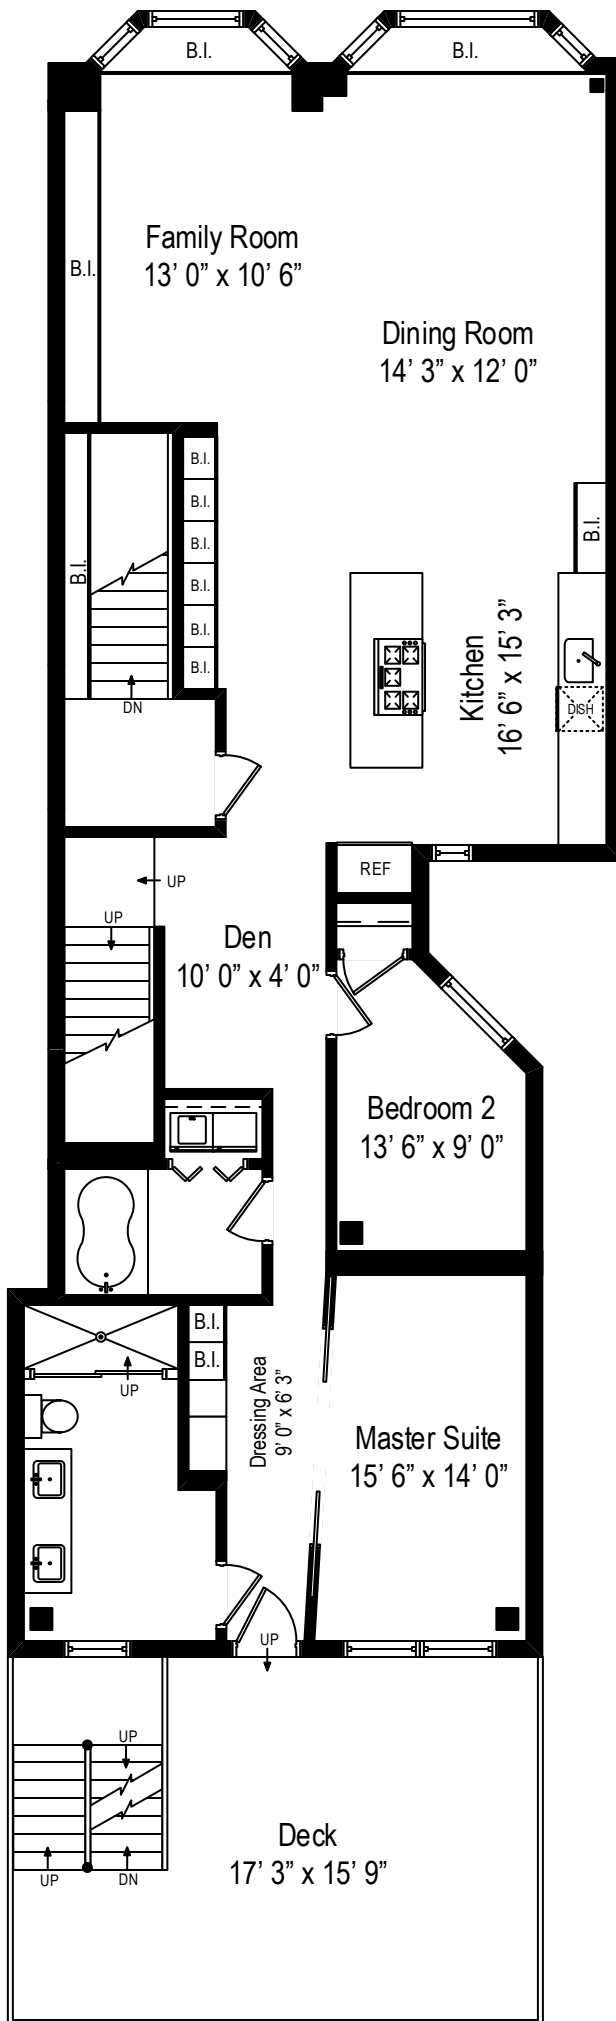 B.I.
B.I.
Family Room
13’ 0” x 10’ 6”
B.I.
Dining Room
14’ 3” x 12’ 0”
B.I.
B.I.
B.I.
B.I.
B.I.
B.I.
B.I.
B.I.
Kitchen
16’ 6” x 15’ 3”
DISH
DN
REF
UP
UP
Den
10’ 0” x 4’ 0”
Bedroom 2
13’ 6” x 9’ 0”
B.I.
B.I.
UP
Dressing Area
9’ 0” x 6’ 3”
Master Suite
15’ 6” x 14’ 0”
UP
UP
UP
DN
Deck
17’ 3” x 15’ 9”